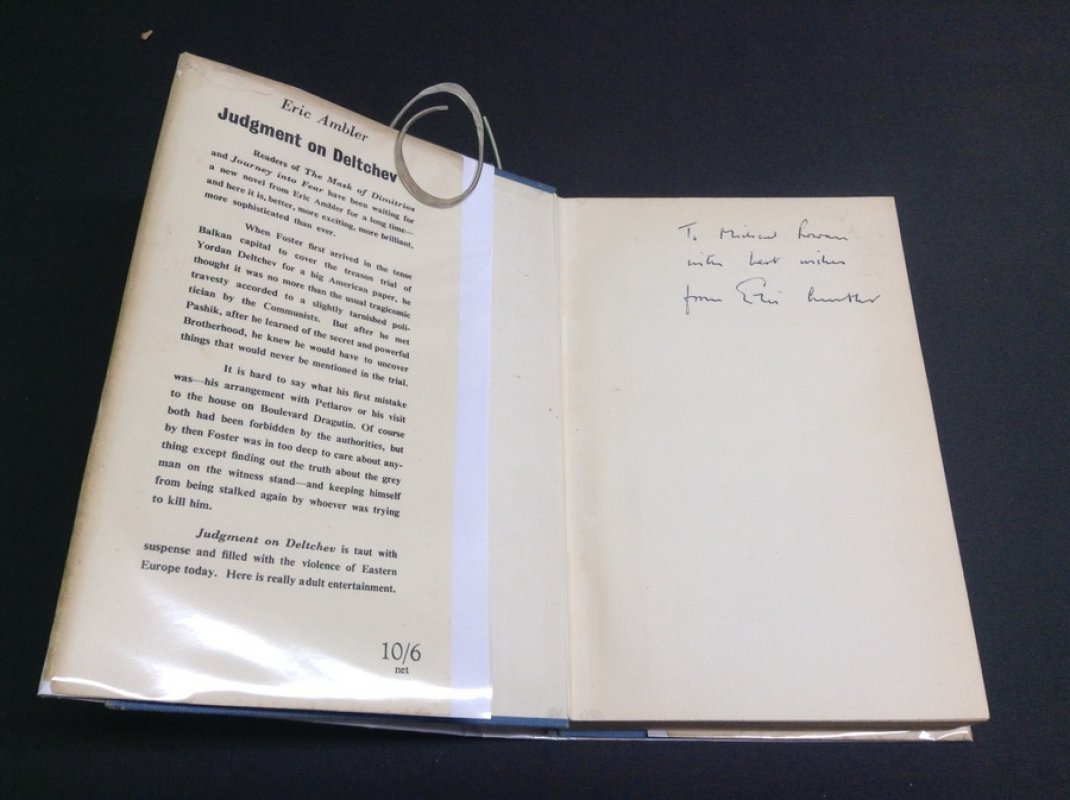 Eric Ambler
Judgment on Deltchev
Readers of The Mask of Dimitrios
and Journey into Fear have been waiting for
a new novel from Eric Ambler for a long time—
and here it is, better, more exciting, more brilliant,
more sophisticated than ever.
When Foster first arrived in the tense
Balkan capital to cover the treason trial of
Yordan Deltchev for a big American paper, he
thought it was no more than the usual tragicomic
travesty accorded to a slightly tarnished poli-
tician by the Communists. But after he met
Pashik, after he learned of the secret and powerful
Brotherhood, he knew he would have to uncover
things that would never be mentioned in the trial.
It is hard to say what his first mistake
was—his arrangement with Petlarov or his visit
to the house on Boulevard Dragutin. Of course
both had been forbidden by the authorities, but
by then Foster was in too deep to care about any-
thing except finding out the truth about the grey
man on the witness stand—and keeping himself
from being stalked again by whoever was trying
to kill him.
Judgment on Deltchev is taut with
suspense and filled with the violence of Eastern
Europe today. Here is really adult entertainment.
10/6
net
To Michael
with best wishes
from Eric Ambler